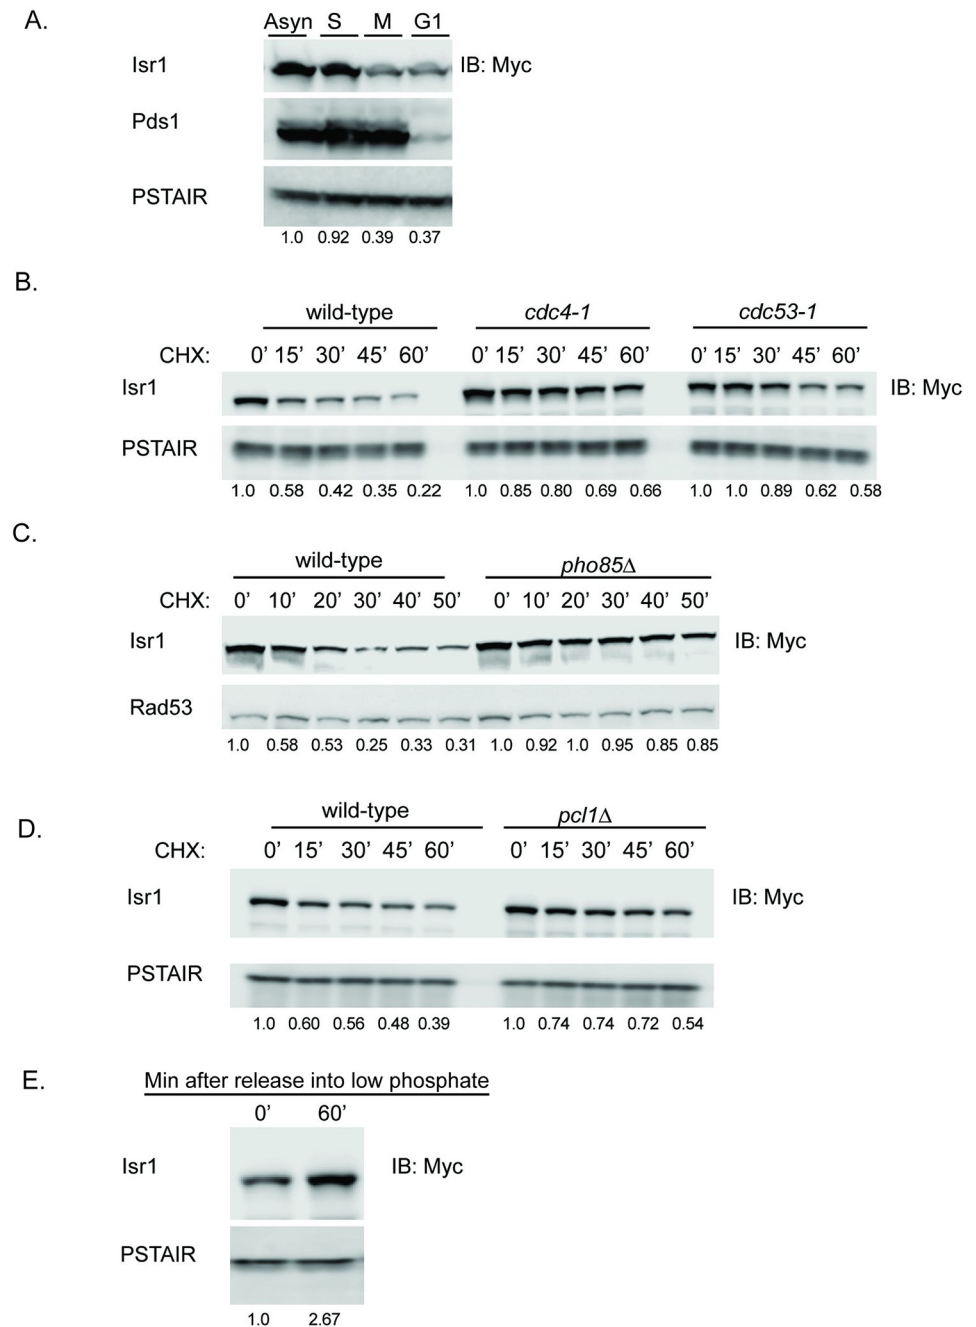 A.
Asyn S M G1
Isr1 IB: Myc
Pds1
PSTAIR
1.0 0.92 0.39 0.37
B.
wild-type cdc4-1 cdc53-1
CHX: 0’ 15’ 30’ 45’ 60’ 0’ 15’ 30’ 45’ 60’ 0’ 15’ 30’ 45’ 60’
Isr1 IB: Myc
PSTAIR
1.0 0.58 0.42 0.35 0.22 1.0 0.85 0.80 0.69 0.66 1.0 1.0 0.89 0.62 0.58
C.
wild-type pho85Δ
CHX: 0’ 10’ 20’ 30’ 40’ 50’ 0’ 10’ 20’ 30’ 40’ 50’
Isr1 IB: Myc
Rad53
1.0 0.58 0.53 0.25 0.33 0.31 1.0 0.92 1.0 0.95 0.85 0.85
D.
wild-type pcl1Δ
CHX: 0’ 15’ 30’ 45’ 60’ 0’ 15’ 30’ 45’ 60’
Isr1 IB: Myc
PSTAIR
1.0 0.60 0.56 0.48 0.39 1.0 0.74 0.74 0.72 0.54
E.
Min after release into low phosphate
0’ 60’
Isr1 IB: Myc
PSTAIR
1.0 2.67